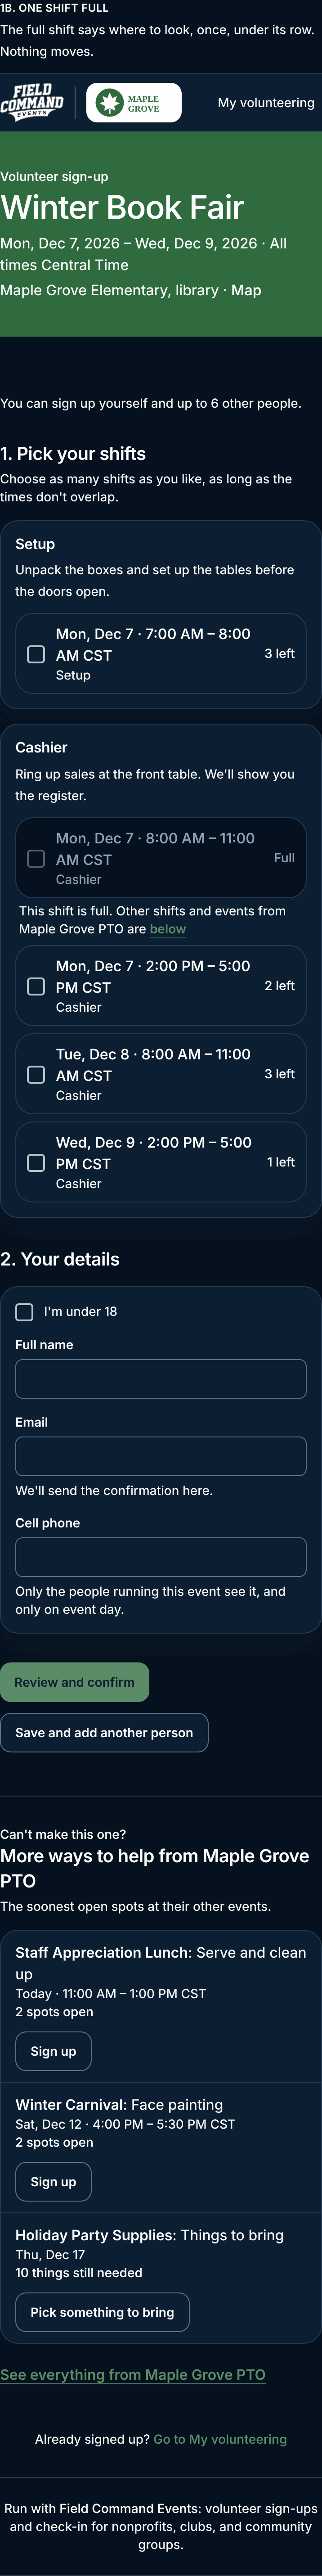 1B. ONE SHIFT FULL
The full shift says where to look, once, under its row.
Nothing moves.
FIELD
COMMAND
EVENTS
MAPLE
GROVE
My volunteering
Volunteer sign-up
Winter Book Fair
Mon, Dec 7, 2026 – Wed, Dec 9, 2026 · All
times Central Time
Maple Grove Elementary, library · Map
You can sign up yourself and up to 6 other people.
1. Pick your shifts
Choose as many shifts as you like, as long as the
times don't overlap.
Setup
Unpack the boxes and set up the tables before
the doors open.
Mon, Dec 7 · 7:00 AM – 8:00
AM CST
Setup
3 left
Cashier
Ring up sales at the front table. We'll show you
the register.
Mon, Dec 7 · 8:00 AM – 11:00
AM CST
Cashier
Full
This shift is full. Other shifts and events from
Maple Grove PTO are below
Mon, Dec 7 · 2:00 PM – 5:00
PM CST
Cashier
2 left
Tue, Dec 8 · 8:00 AM – 11:00
AM CST
Cashier
3 left
Wed, Dec 9 · 2:00 PM – 5:00
PM CST
Cashier
1 left
2. Your details
I'm under 18
Full name
Email
We'll send the confirmation here.
Cell phone
Only the people running this event see it, and
only on event day.
Review and confirm
Save and add another person
Can't make this one?
More ways to help from Maple Grove
PTO
The soonest open spots at their other events.
Staff Appreciation Lunch: Serve and clean
up
Today · 11:00 AM – 1:00 PM CST
2 spots open
Sign up
Winter Carnival: Face painting
Sat, Dec 12 · 4:00 PM – 5:30 PM CST
2 spots open
Sign up
Holiday Party Supplies: Things to bring
Thu, Dec 17
10 things still needed
Pick something to bring
See everything from Maple Grove PTO
Already signed up? Go to My volunteering
Run with Field Command Events: volunteer sign-ups
and check-in for nonprofits, clubs, and community
groups.